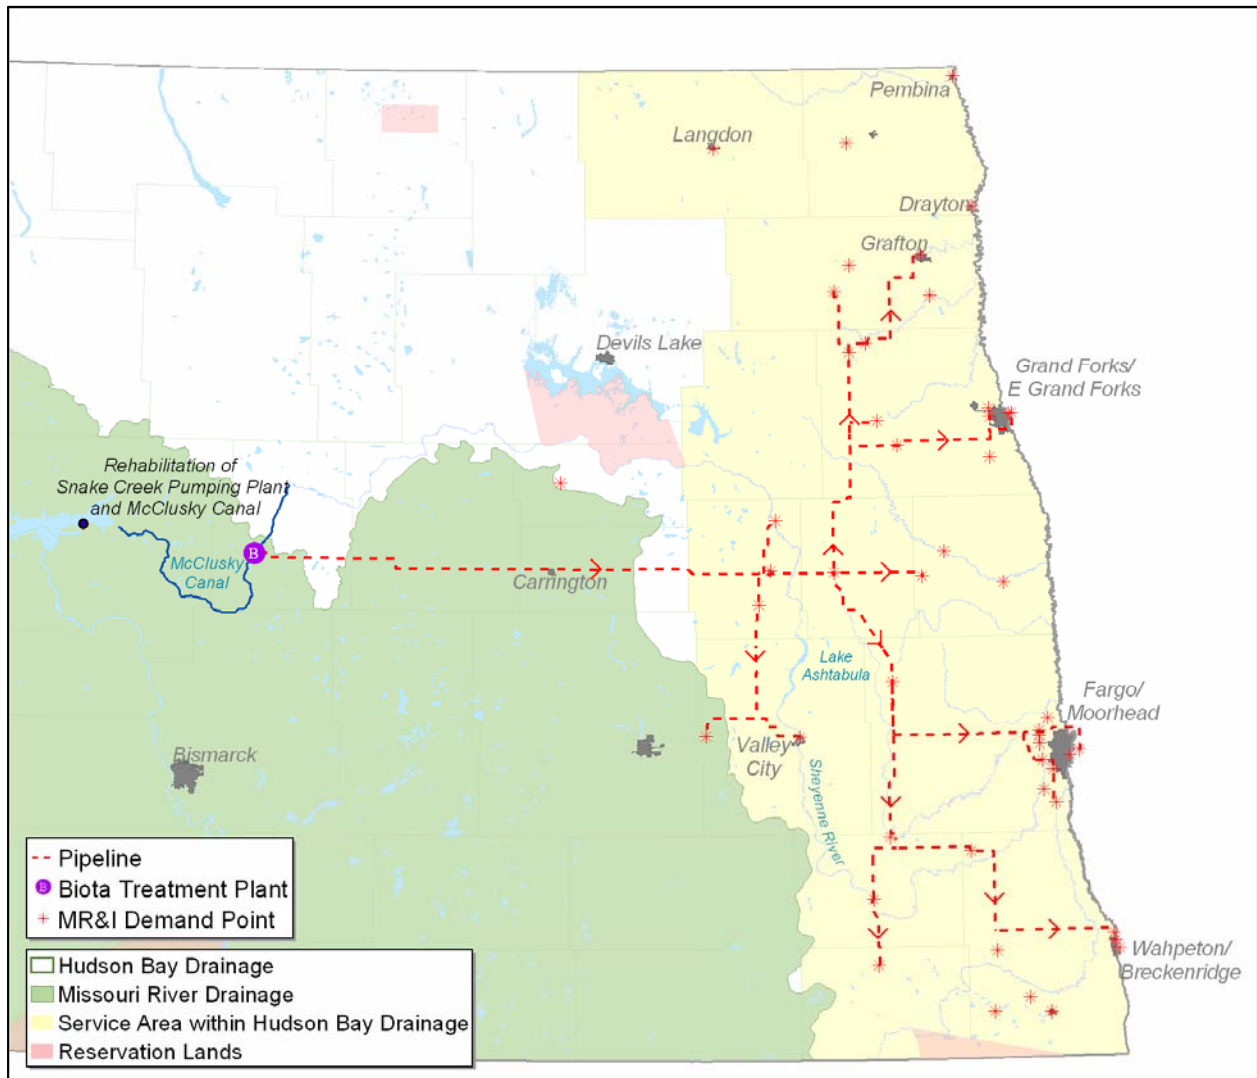 Pembina
Langdon
Drayton
Grafton
Devils Lake
Grand Forks/
E Grand Forks
Rehabilitation of
Snake Creek Pumping Plant
and McClusky Canal
B
McClusky
Canal
Carrington
Lake
Ashtabula
Fargo/
Moorhead
Bismarck
Valley
City
Sheyenne River
Wahpeton/
Breckenridge
Pipeline
B Biota Treatment Plant
MR&I Demand Point
Hudson Bay Drainage
Missouri River Drainage
Service Area within Hudson Bay Drainage
Reservation Lands